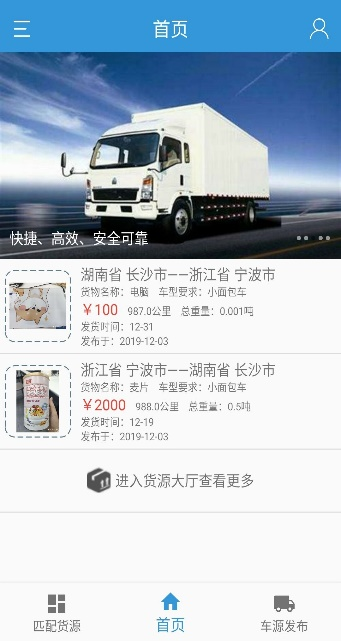 首页
快捷、高效、安全可靠
湖南省 长沙市——浙江省 宁波市
货物名称：电脑 车型要求：小面包车
￥100 987.0公里 总重量：0.001吨
发货时间：12-31
发布于：2019-12-03
浙江省 宁波市——湖南省 长沙市
货物名称：麦片 车型要求：小面包车
￥2000 988.0公里 总重量：0.5吨
发货时间：12-19
发布于：2019-12-03
进入货源大厅查看更多
匹配货源 首页 车源发布